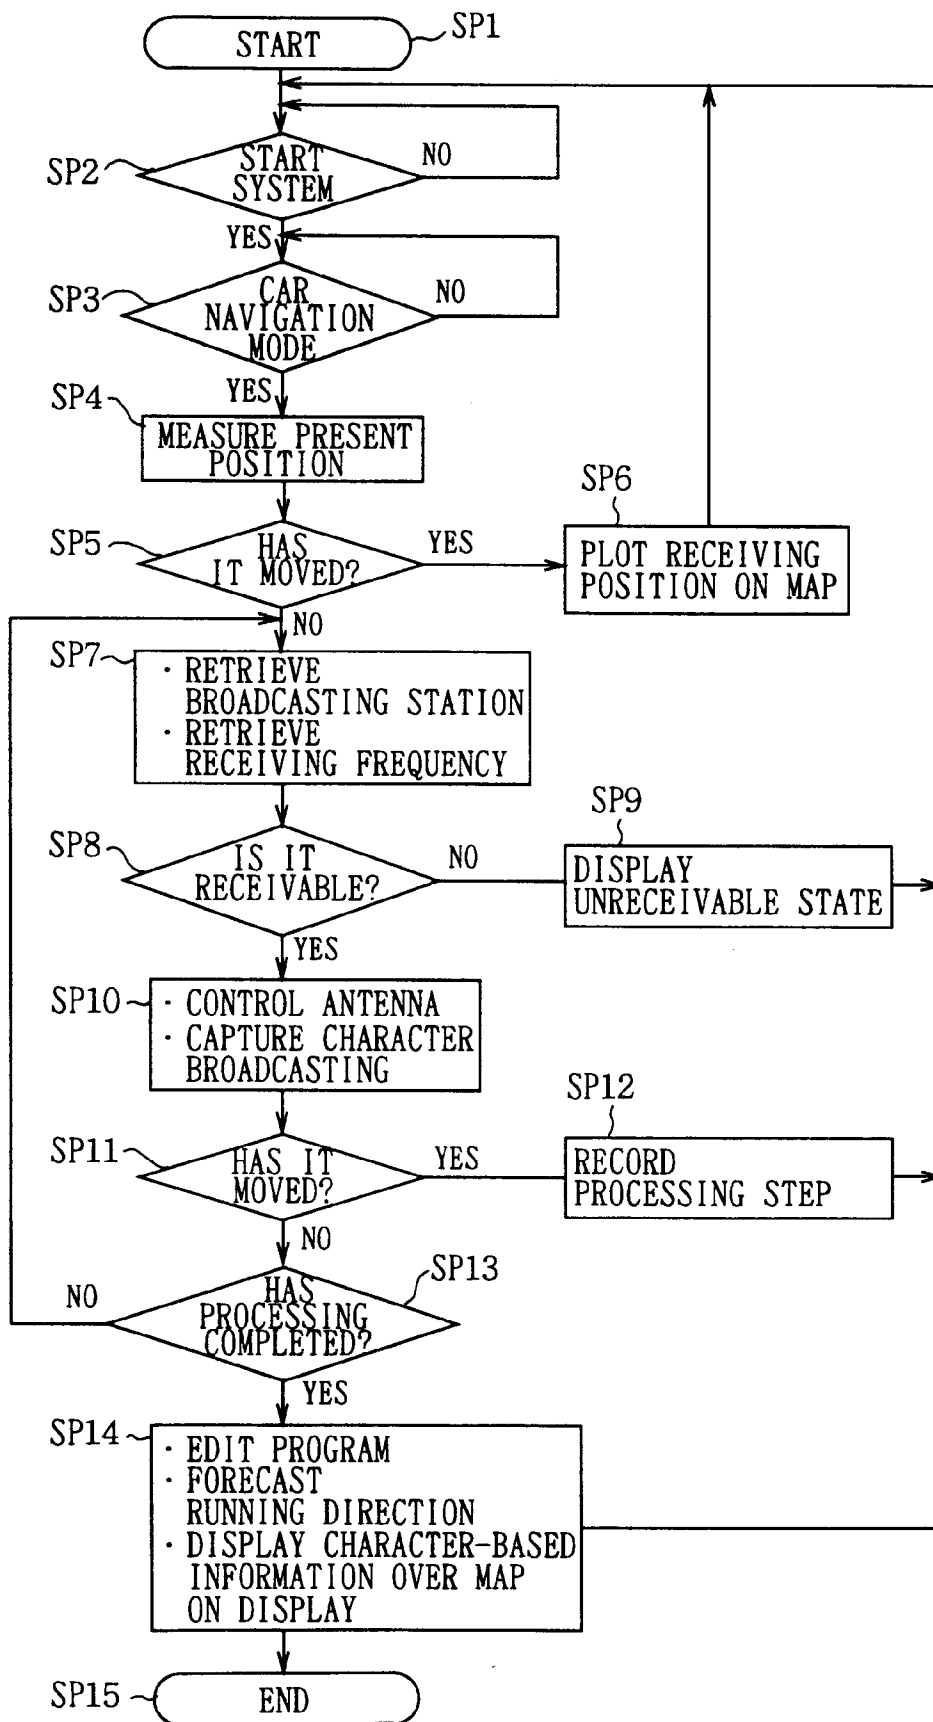 SP1
START
SP2
START
SYSTEM
NO
YES
SP3
CAR
NAVIGATION
MODE
NO
YES
SP4
MEASURE PRESENT
POSITION
SP5
HAS
IT MOVED?
YES
SP6
PLOT RECEIVING
POSITION ON MAP
NO
SP7
· RETRIEVE
BROADCASTING STATION
· RETRIEVE
RECEIVING FREQUENCY
SP8
IS IT
RECEIVABLE?
NO
SP9
DISPLAY
UNRECEIVABLE STATE
YES
SP10
· CONTROL ANTENNA
· CAPTURE CHARACTER
BROADCASTING
SP11
HAS IT
MOVED?
YES
SP12
RECORD
PROCESSING STEP
NO
SP13
HAS
PROCESSING
COMPLETED?
NO
YES
SP14
· EDIT PROGRAM
· FORECAST
RUNNING DIRECTION
· DISPLAY CHARACTER-BASED
INFORMATION OVER MAP
ON DISPLAY
SP15
END